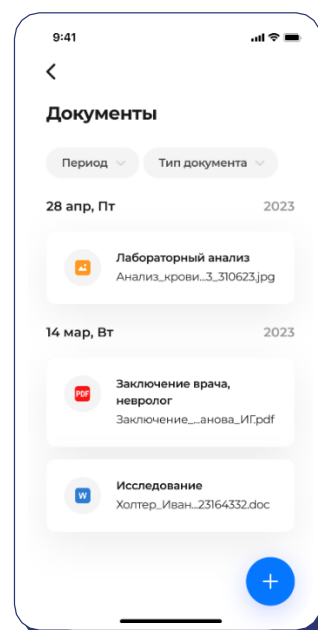 9:41
Документы
Период Тип документа
28 апр, Пт 2023
Лабораторный анализ
Анализ_крови...3_310623.jpg
14 мар, Вт 2023
PDF
Заключение врача,
невролог
Заключение_...анова_ИГ.pdf
W
Исследование
Холтер_Иван...23164332.doc